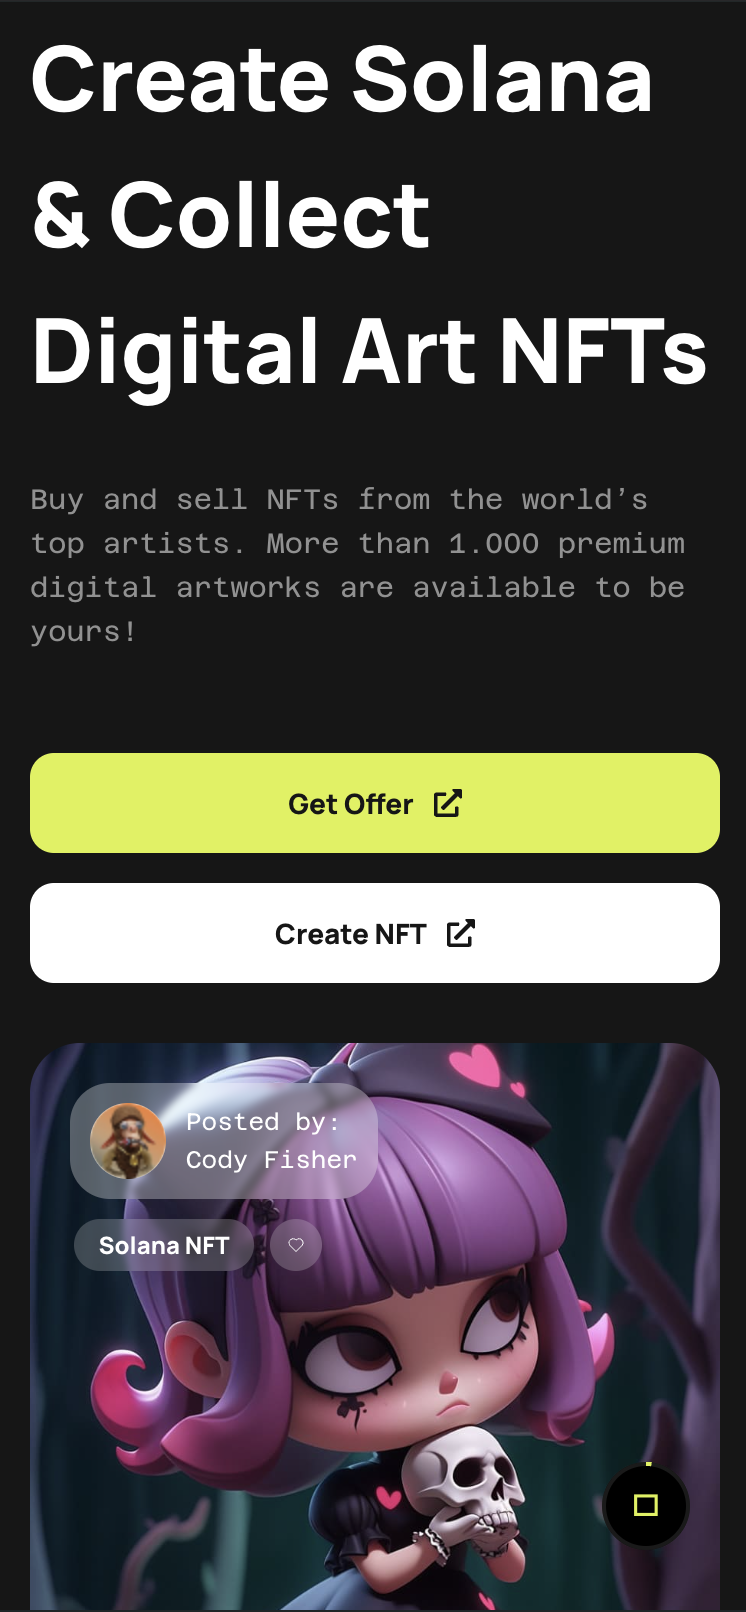 Create Solana
& Collect
Digital Art NFTs
Buy and sell NFTs from the world’s
top artists. More than 1.000 premium
digital artworks are available to be
yours!
Get Offer
Create NFT
Posted by:
Cody Fisher
Solana NFT